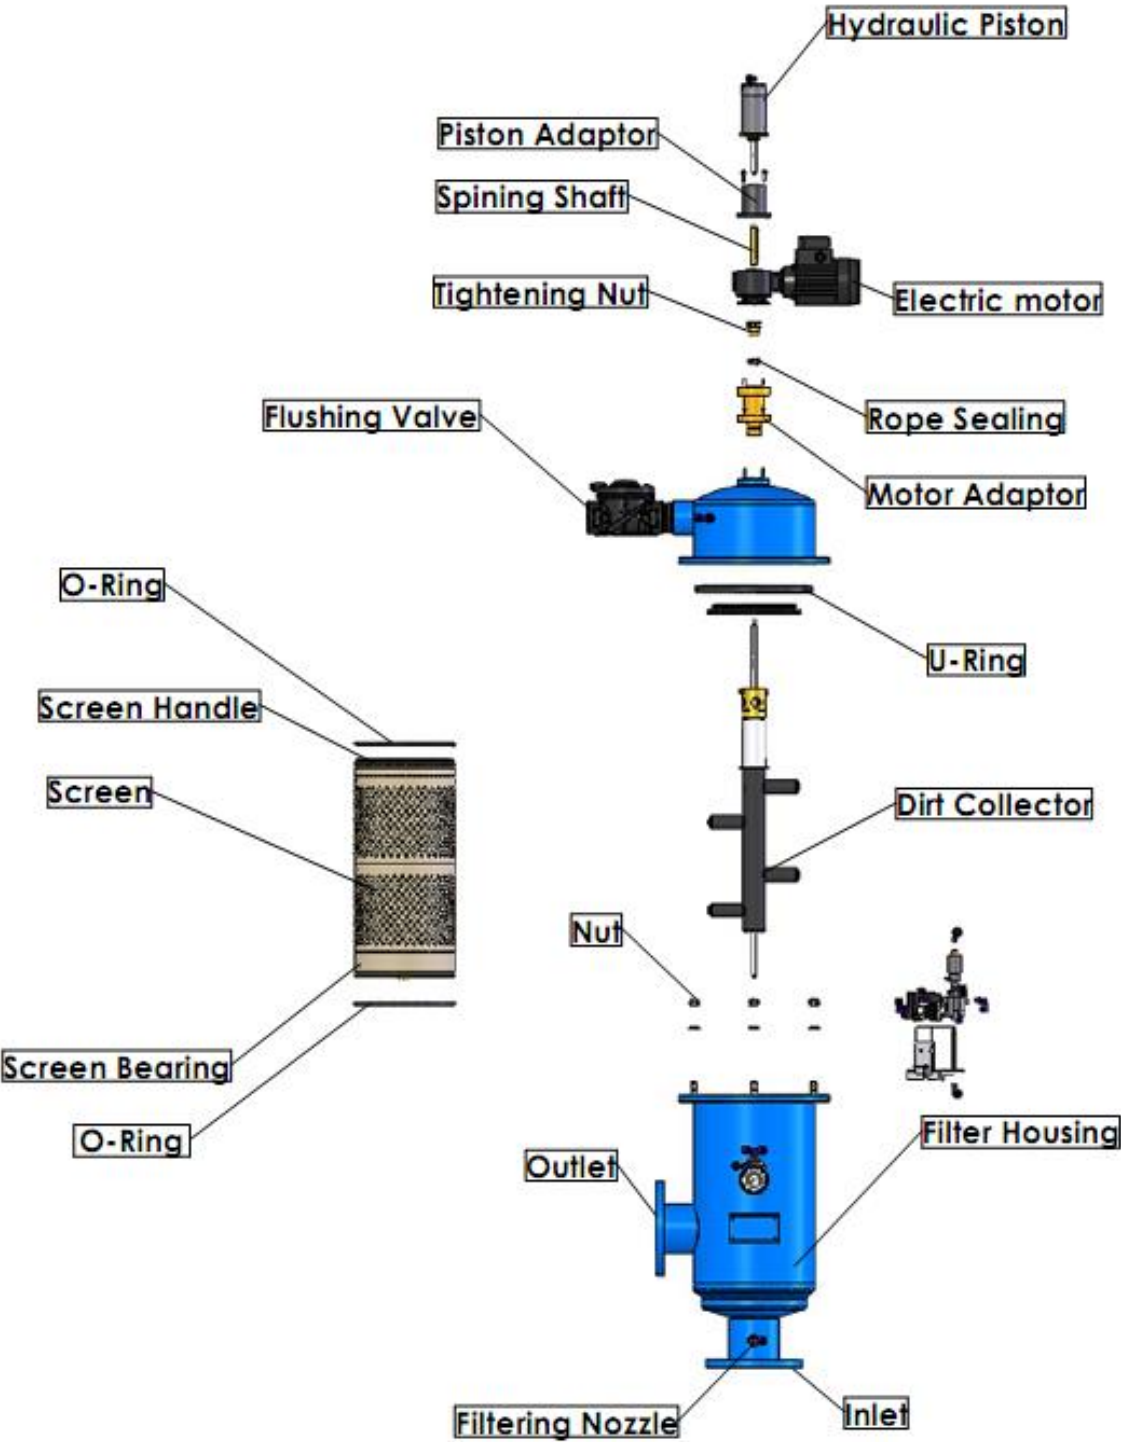 Hydraulic Piston
Piston Adaptor
Spining Shaft
Tightening Nut
Electric motor
Flushing Valve
Rope Sealing
Motor Adaptor
O-Ring
U-Ring
Screen Handle
Screen
Dirt Collector
Nut
Screen Bearing
O-Ring
Filter Housing
Outlet
Filtering Nozzle
Inlet